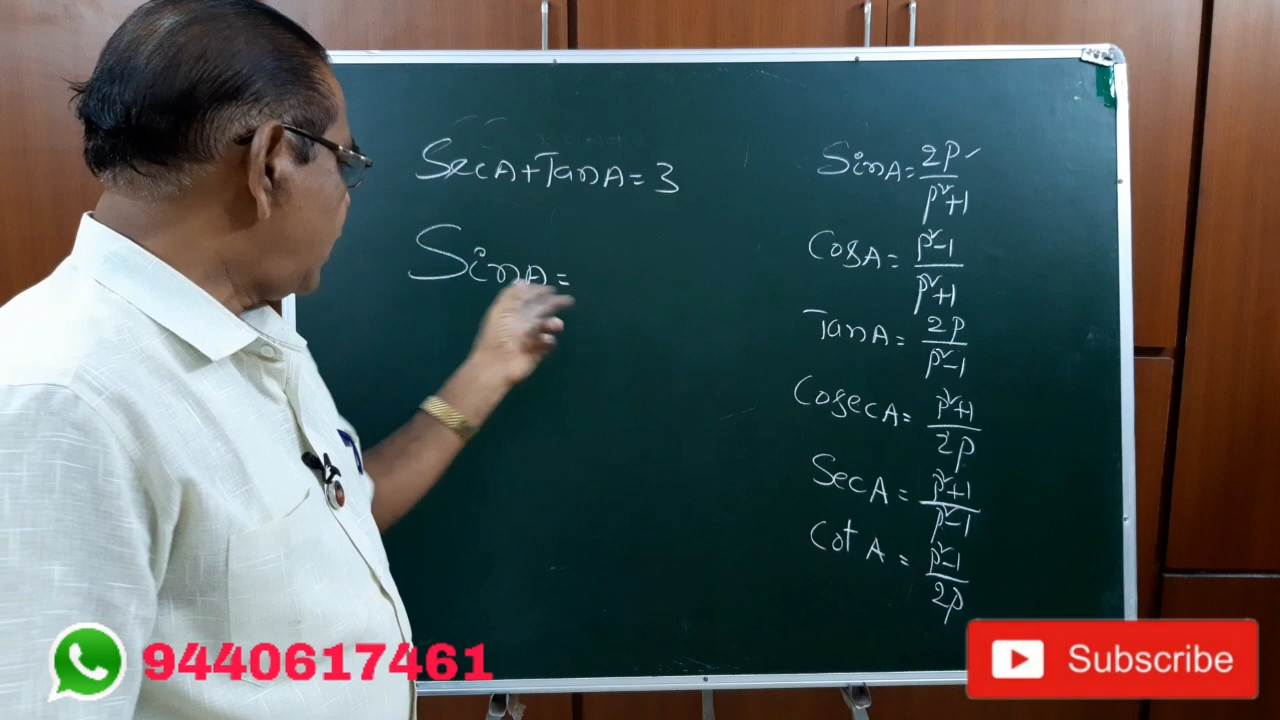 SecA+TanA=3
SinA=
SinA=2P/P²+1
CosA=P²-1/P²+1
TanA=2P/P²-1
CosecA=P²+1/2P
SecA=P²+1/P²-1
CotA=P²-1/2P
9440617461
Subscribe